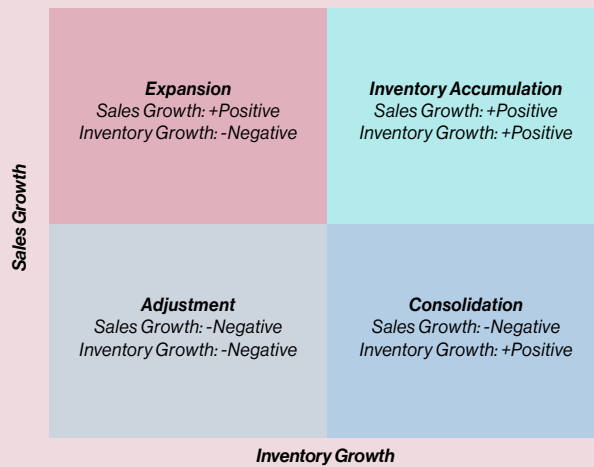 Sales Growth
Expansion
Sales Growth: +Positive
Inventory Growth: -Negative
Inventory Accumulation
Sales Growth: +Positive
Inventory Growth: +Positive
Adjustment
Sales Growth: -Negative
Inventory Growth: -Negative
Consolidation
Sales Growth: -Negative
Inventory Growth: +Positive
Inventory Growth